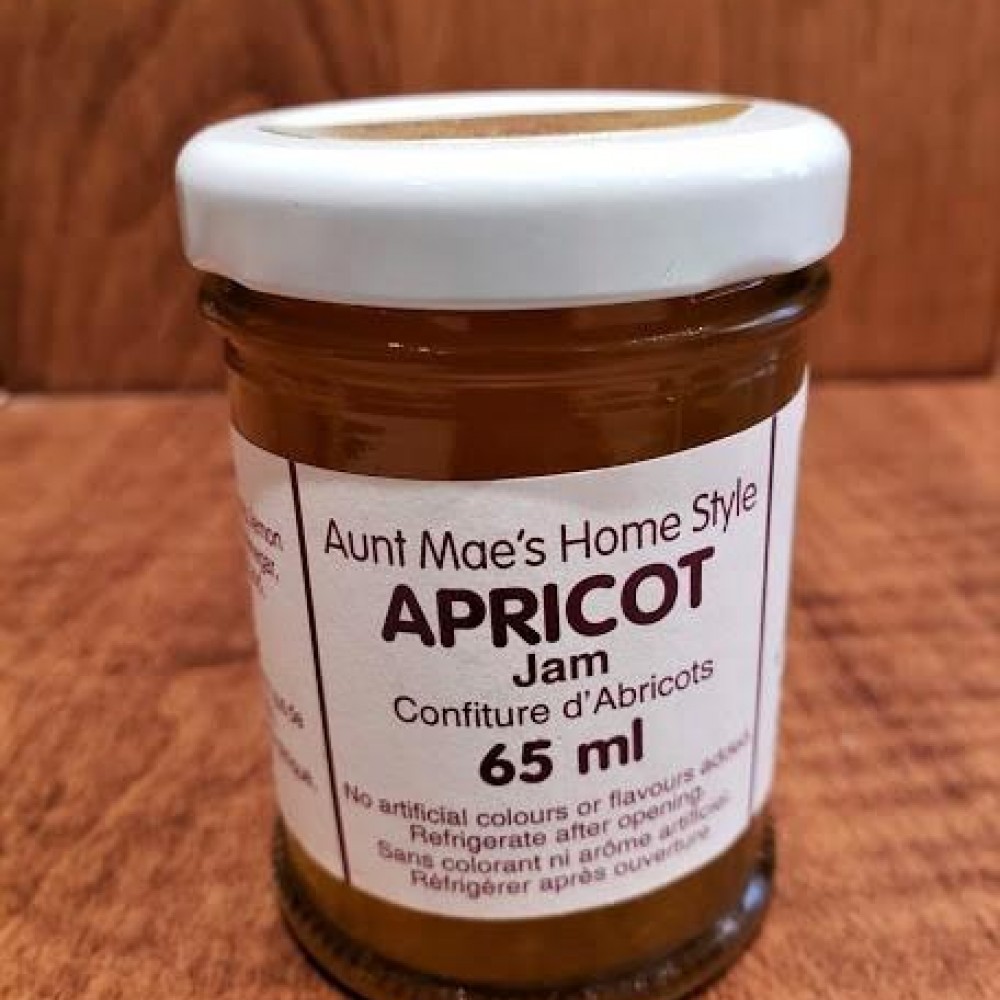 Aunt Mae's Home Style
APRICOT
Jam
Confiture d'Abricots
65 ml
No artificial colours or flavours added.
Refrigerate after opening.
Sans colorant ni arôme artificiel.
Réfrigérer après ouverture